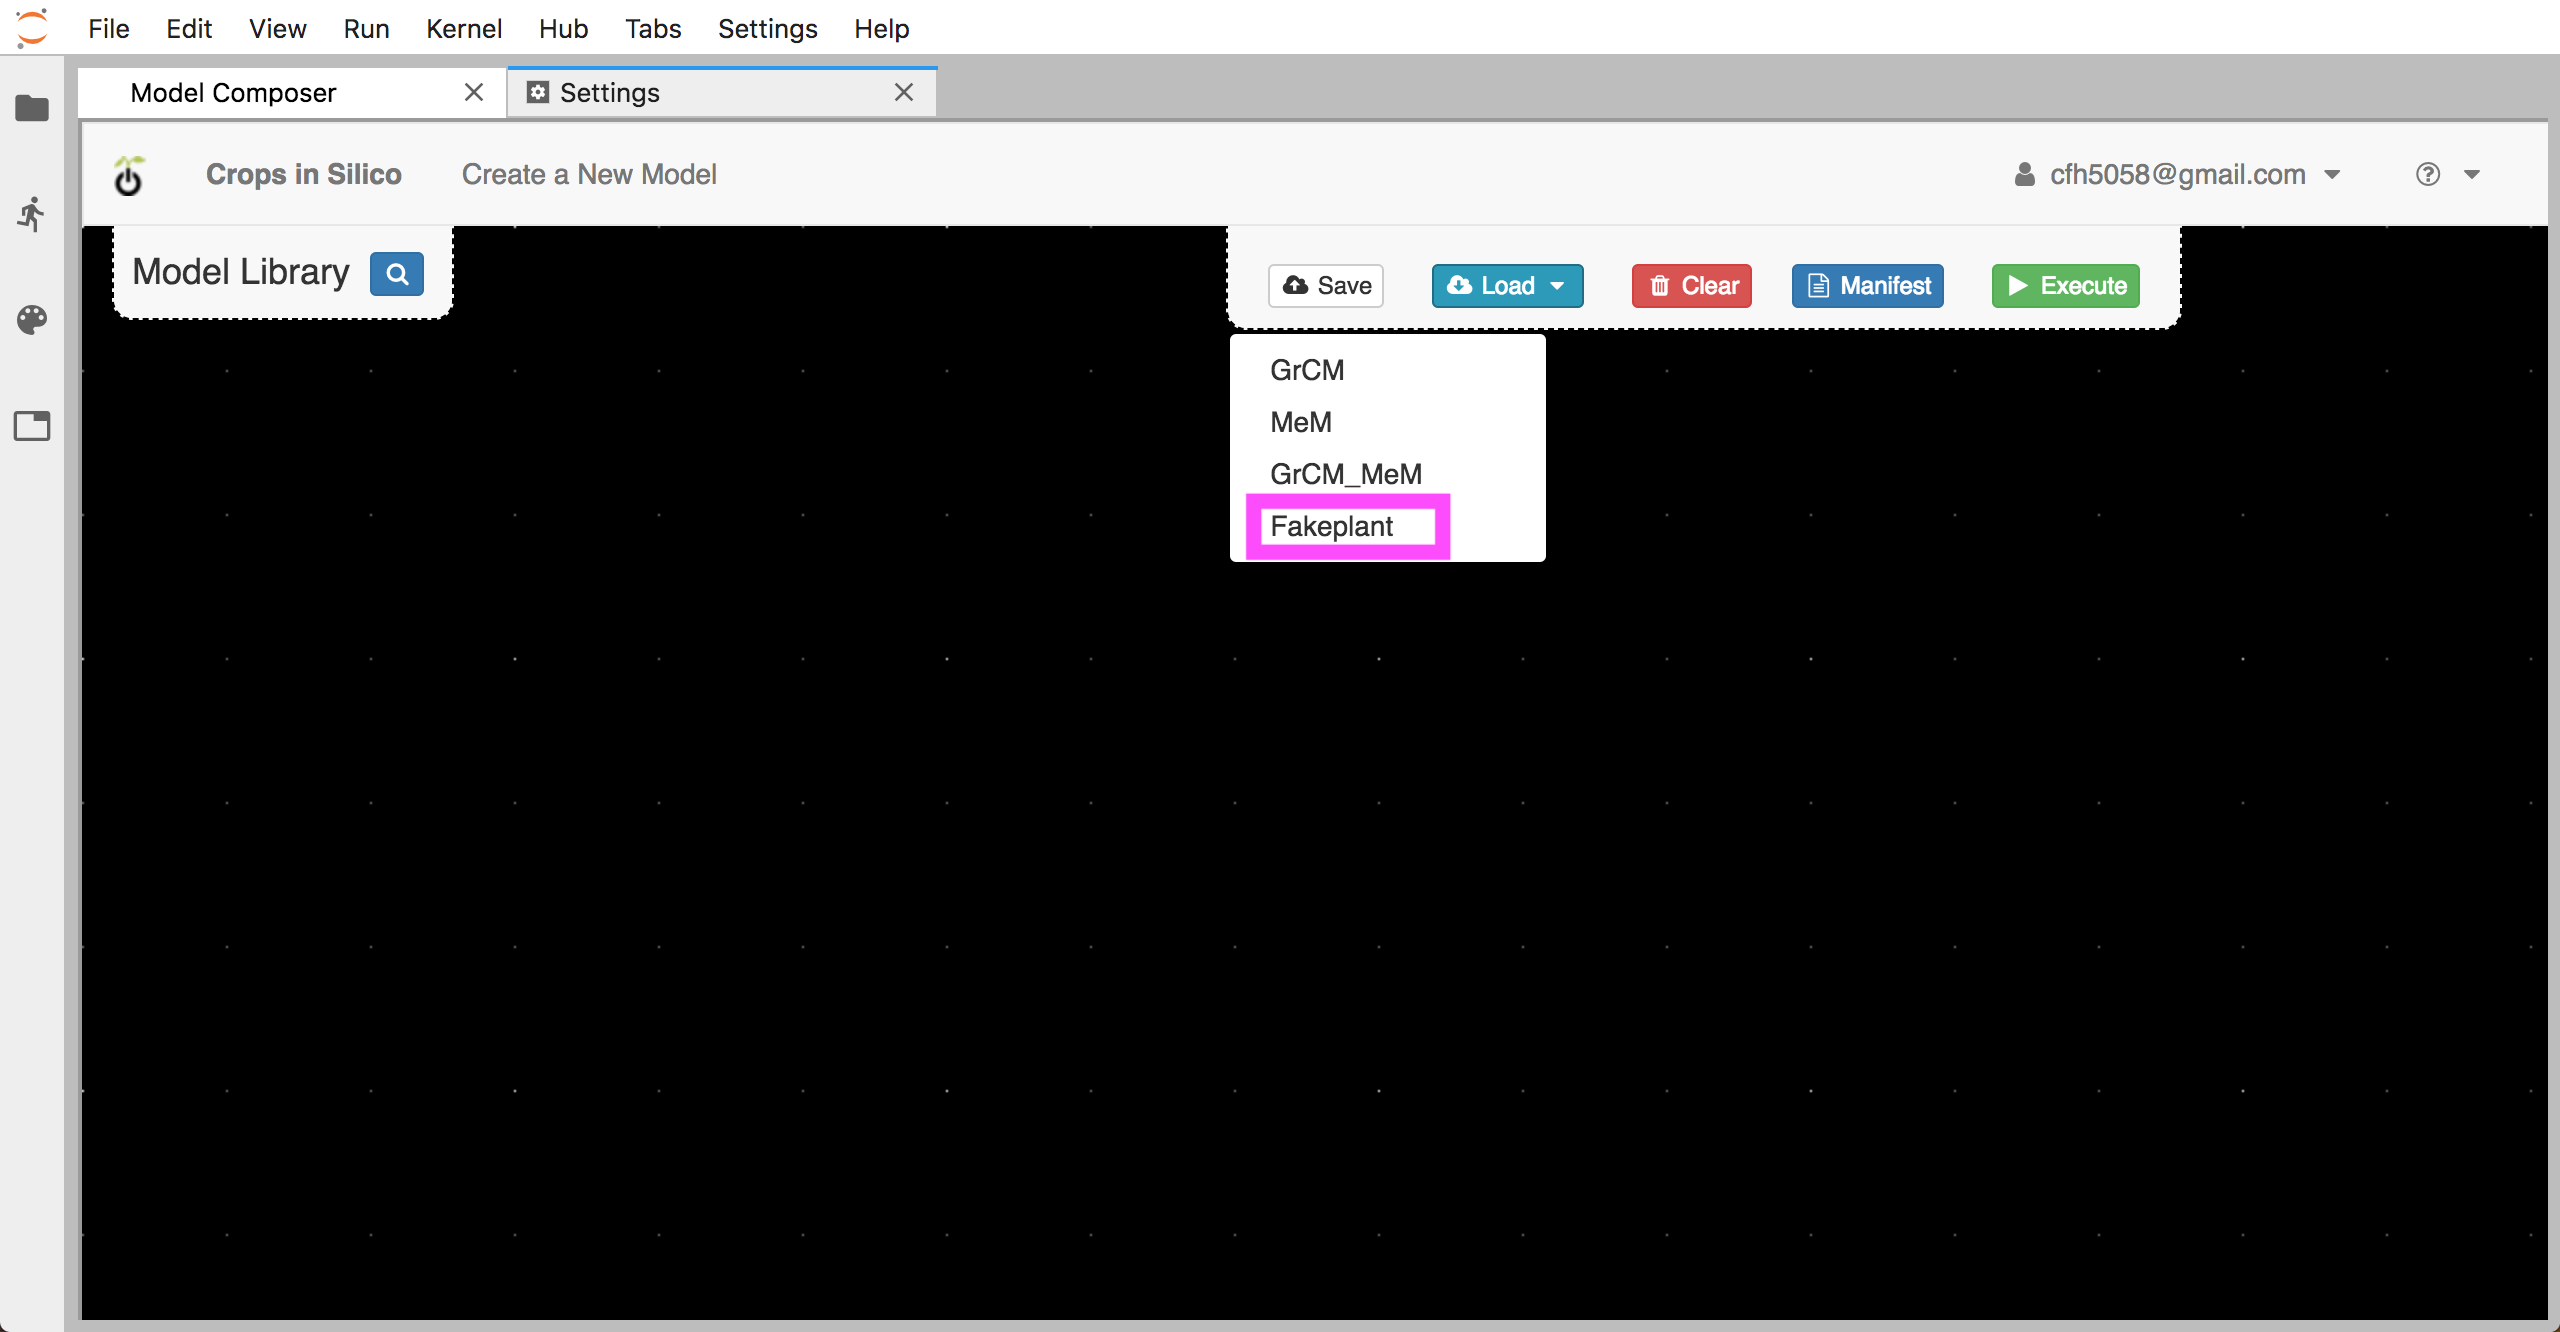 File Edit View Run Kernel Hub Tabs Settings Help
Model Composer Settings
Crops in Silico Create a New Model cfh5058@gmail.com
Model Library Save Load Clear Manifest Execute
GrCM
MeM
GrCM_MeM
Fakeplant